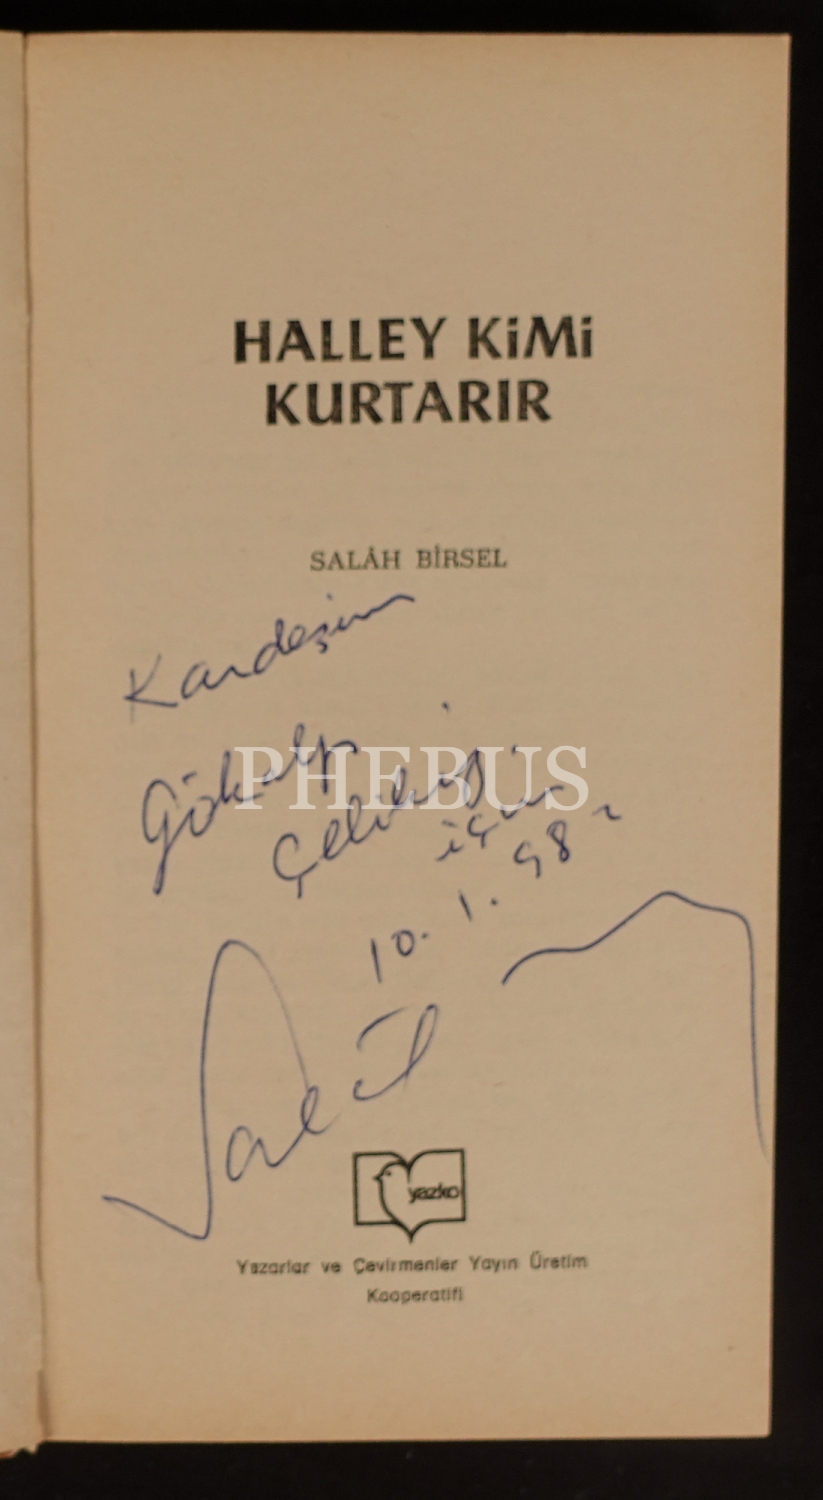 HALLEY KiMi
KURTARIR
SALÂH BİRSEL
Kardeşim
Gökalp
için
10.1.98
PHEBUS
Salâh
yazko
Yazarlar ve Çevirmenler Yayın Üretim
Kooperatifi